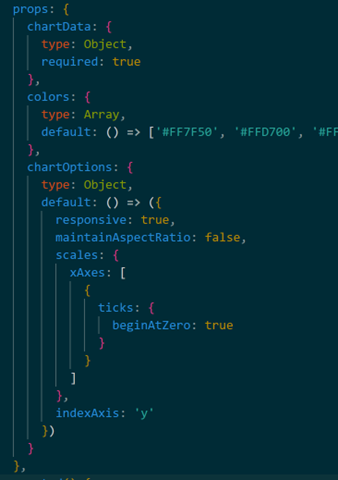 props: {
chartData: {
type: Object,
required: true
},
colors: {
type: Array,
default: () => ['#FF7F50', '#FFD700', '#FF
},
chartOptions: {
type: Object,
default: () => ({
responsive: true,
maintainAspectRatio: false,
scales: {
xAxes: [
{
ticks: {
beginAtZero: true
}
}
]
},
indexAxis: 'y'
})
}
},